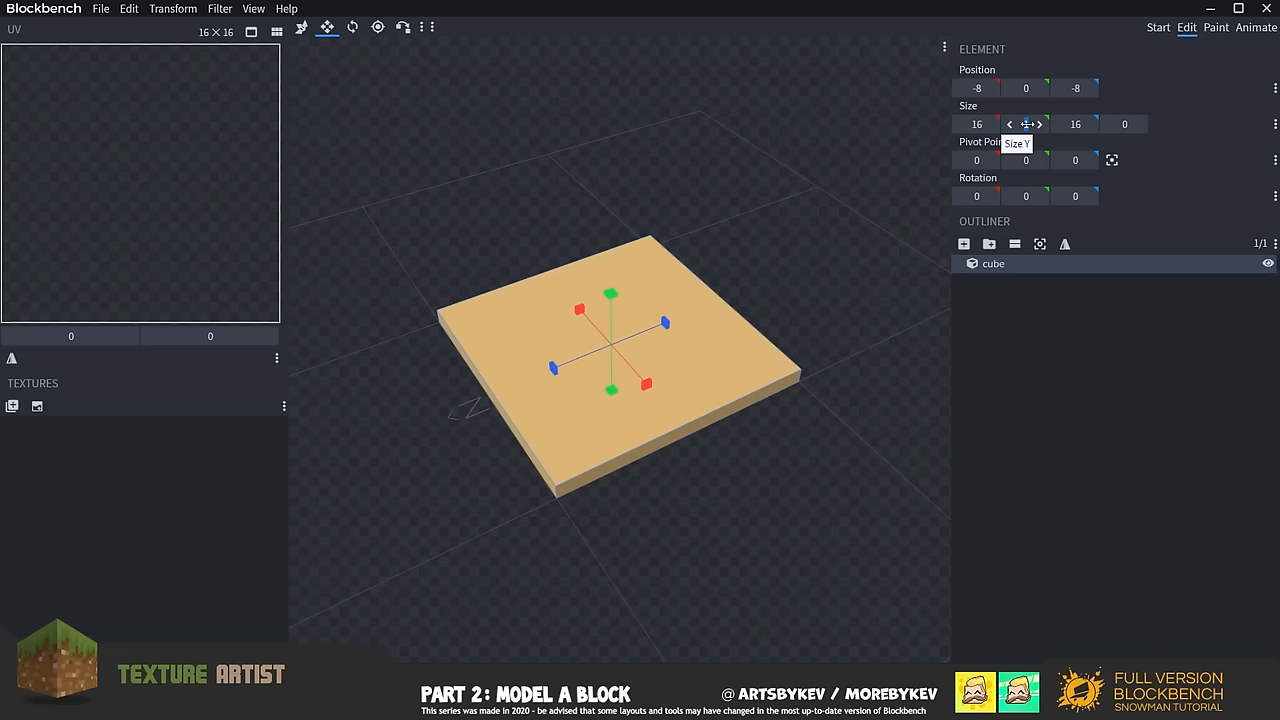 Blockbench File Edit Transform Filter View Help
UV 16 × 16
Start Edit Paint Animate
ELEMENT
Position
-8 0 -8
Size
16 16 0
Size Y
Pivot Poi
0 0 0
Rotation
0 0 0
OUTLINER
1/1
cube
0 0
TEXTURES
TEXTURE ARTIST
PART 2: MODEL A BLOCK
@ARTSBYKEV / MOREBYKEV
This series was made in 2020 - be advised that some layouts and tools may have changed in the most up-to-date version of Blockbench
FULL VERSION
BLOCKBENCH
SNOWMAN TUTORIAL